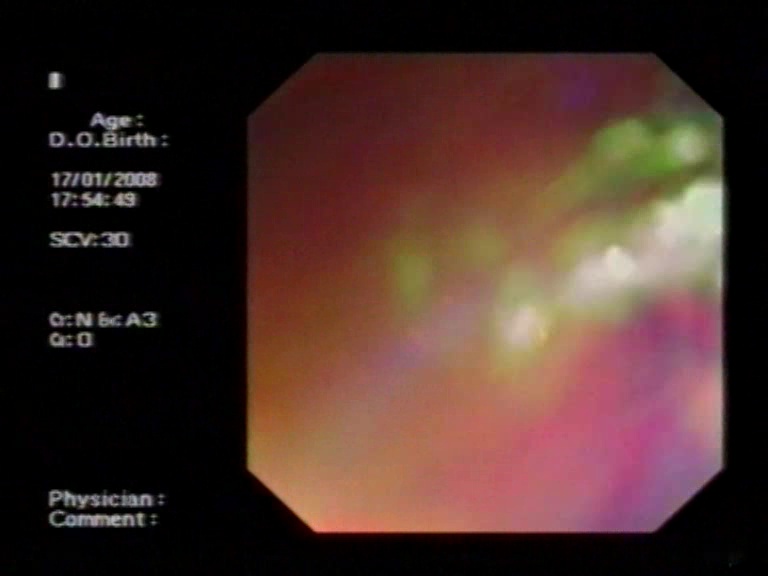 Age:
D.O.Birth:
17/01/2008
17:54:49
SCV:30
Physician:
Comment: